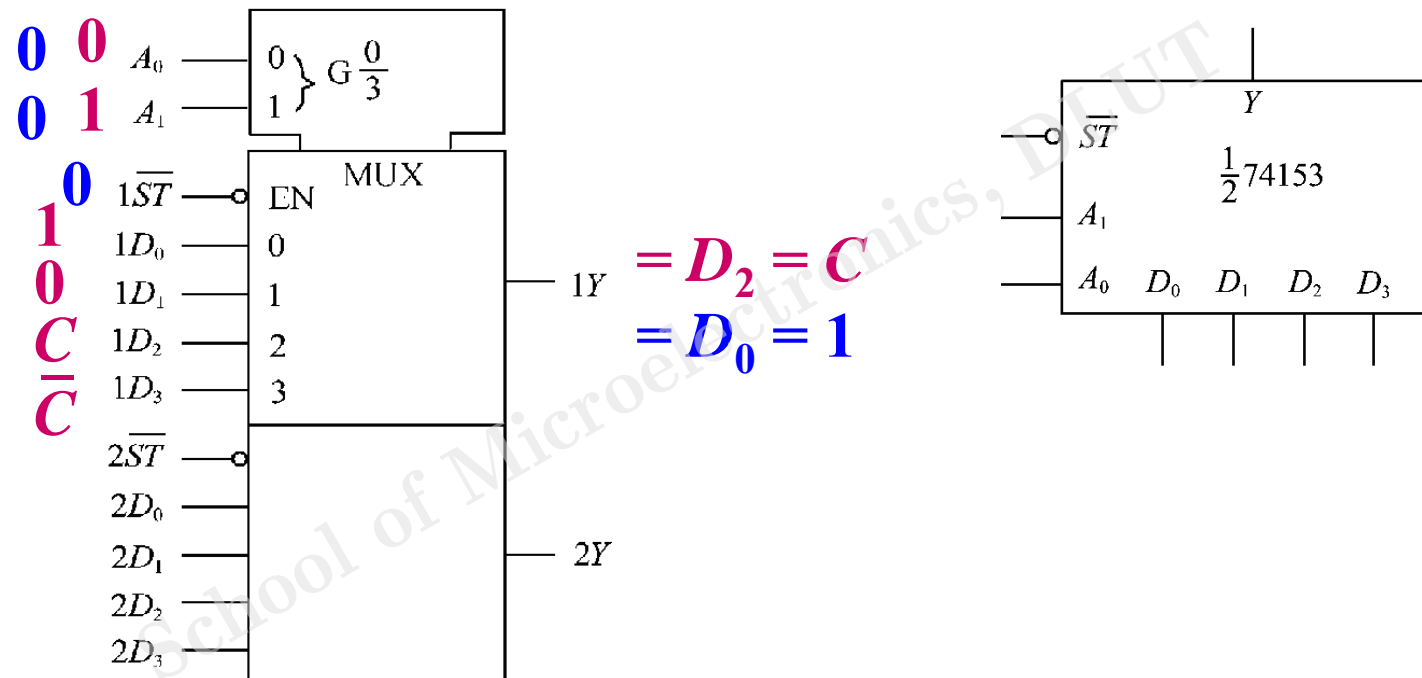 0 0 A₀ 0 } G 0/3
0 1 A₁ 1
MUX
0 1S̅T̅ EN
1 1D₀ 0
0 1D₁ 1
C 1D₂ 2
C̅ 1D₃ 3
1Y = D₂ = C
= D₀ = 1
2S̅T̅
2D₀
2D₁
2D₂
2D₃
2Y
Y
S̅T̅
1/2 74153
A₁
A₀ D₀ D₁ D₂ D₃
School of Microelectronics, DLUT